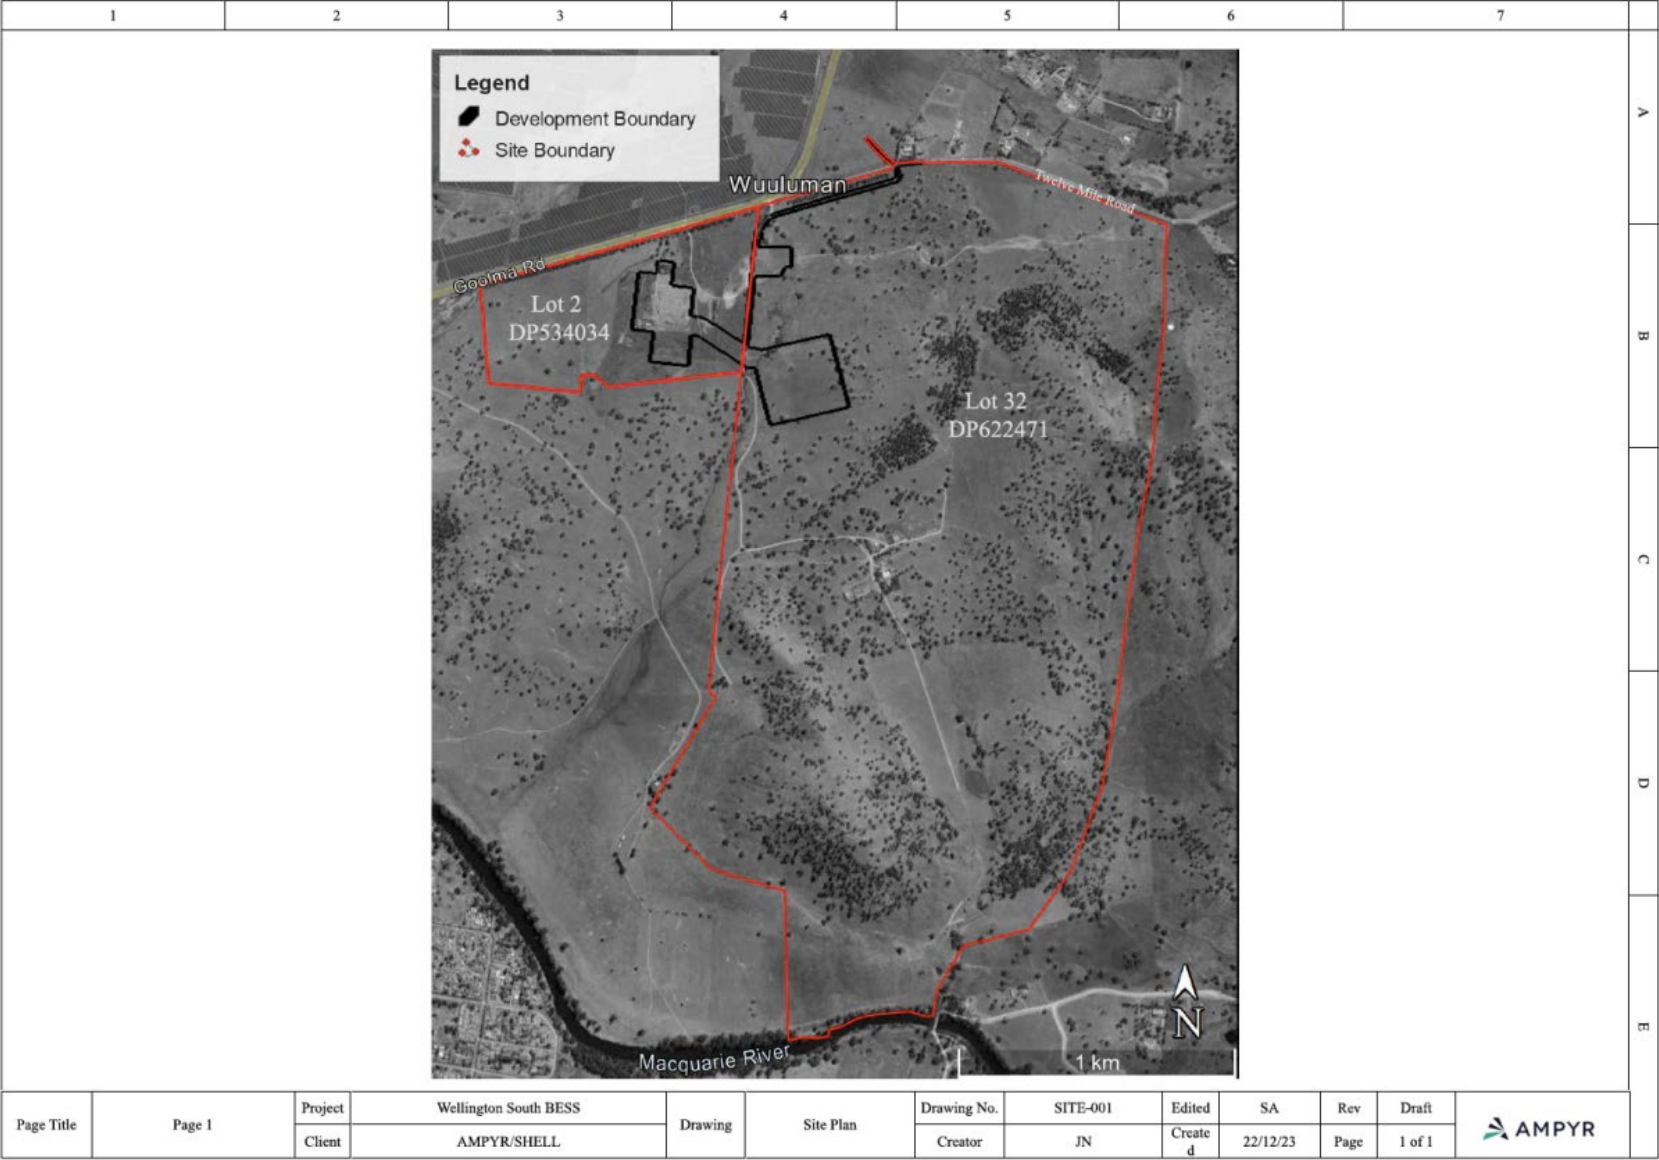 1 2 3 4 5 6 7
A
B
C
D
E
Legend
Development Boundary
Site Boundary
Wuuluman
Twelve Mile Road
Goolma Rd
Lot 2
DP534034
Lot 32
DP622471
N
Macquarie River
1 km
Page Title
Page 1
Project
Wellington South BESS
Client
AMPYR/SHELL
Drawing
Site Plan
Drawing No.
SITE-001
Creator
JN
Edited
SA
Create
d
22/12/23
Rev
Draft
Page
1 of 1
AMPYR